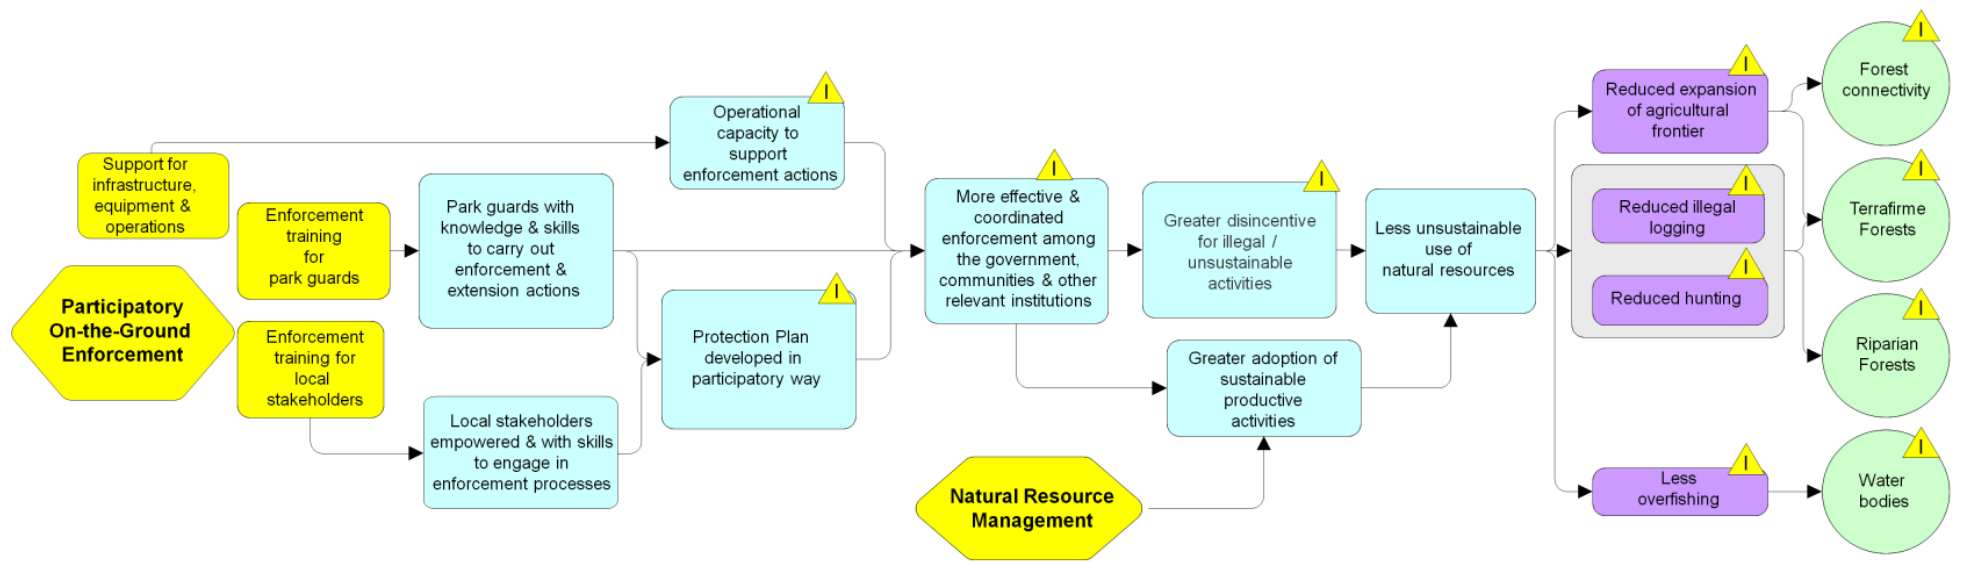 Support for
infrastructure,
equipment &
operations
Participatory
On-the-Ground
Enforcement
Enforcement
training
for
park guards
Enforcement
training for
local
stakeholders
Park guards with
knowledge & skills
to carry out
enforcement &
extension actions
Local stakeholders
empowered & with skills
to engage in
enforcement processes
I
Operational
capacity to
support
enforcement actions
I
Protection Plan
developed in
participatory way
I
More effective &
coordinated
enforcement among
the government,
communities & other
relevant institutions
Natural Resource
Management
I
Greater disincentive
for illegal /
unsustainable
activities
Greater adoption of
sustainable
productive
activities
Less unsustainable
use of
natural resources
I
Reduced expansion
of agricultural
frontier
I
Reduced illegal
logging
I
Reduced hunting
I
Less
overfishing
I
Forest
connectivity
I
Terrafirme
Forests
I
Riparian
Forests
I
Water
bodies